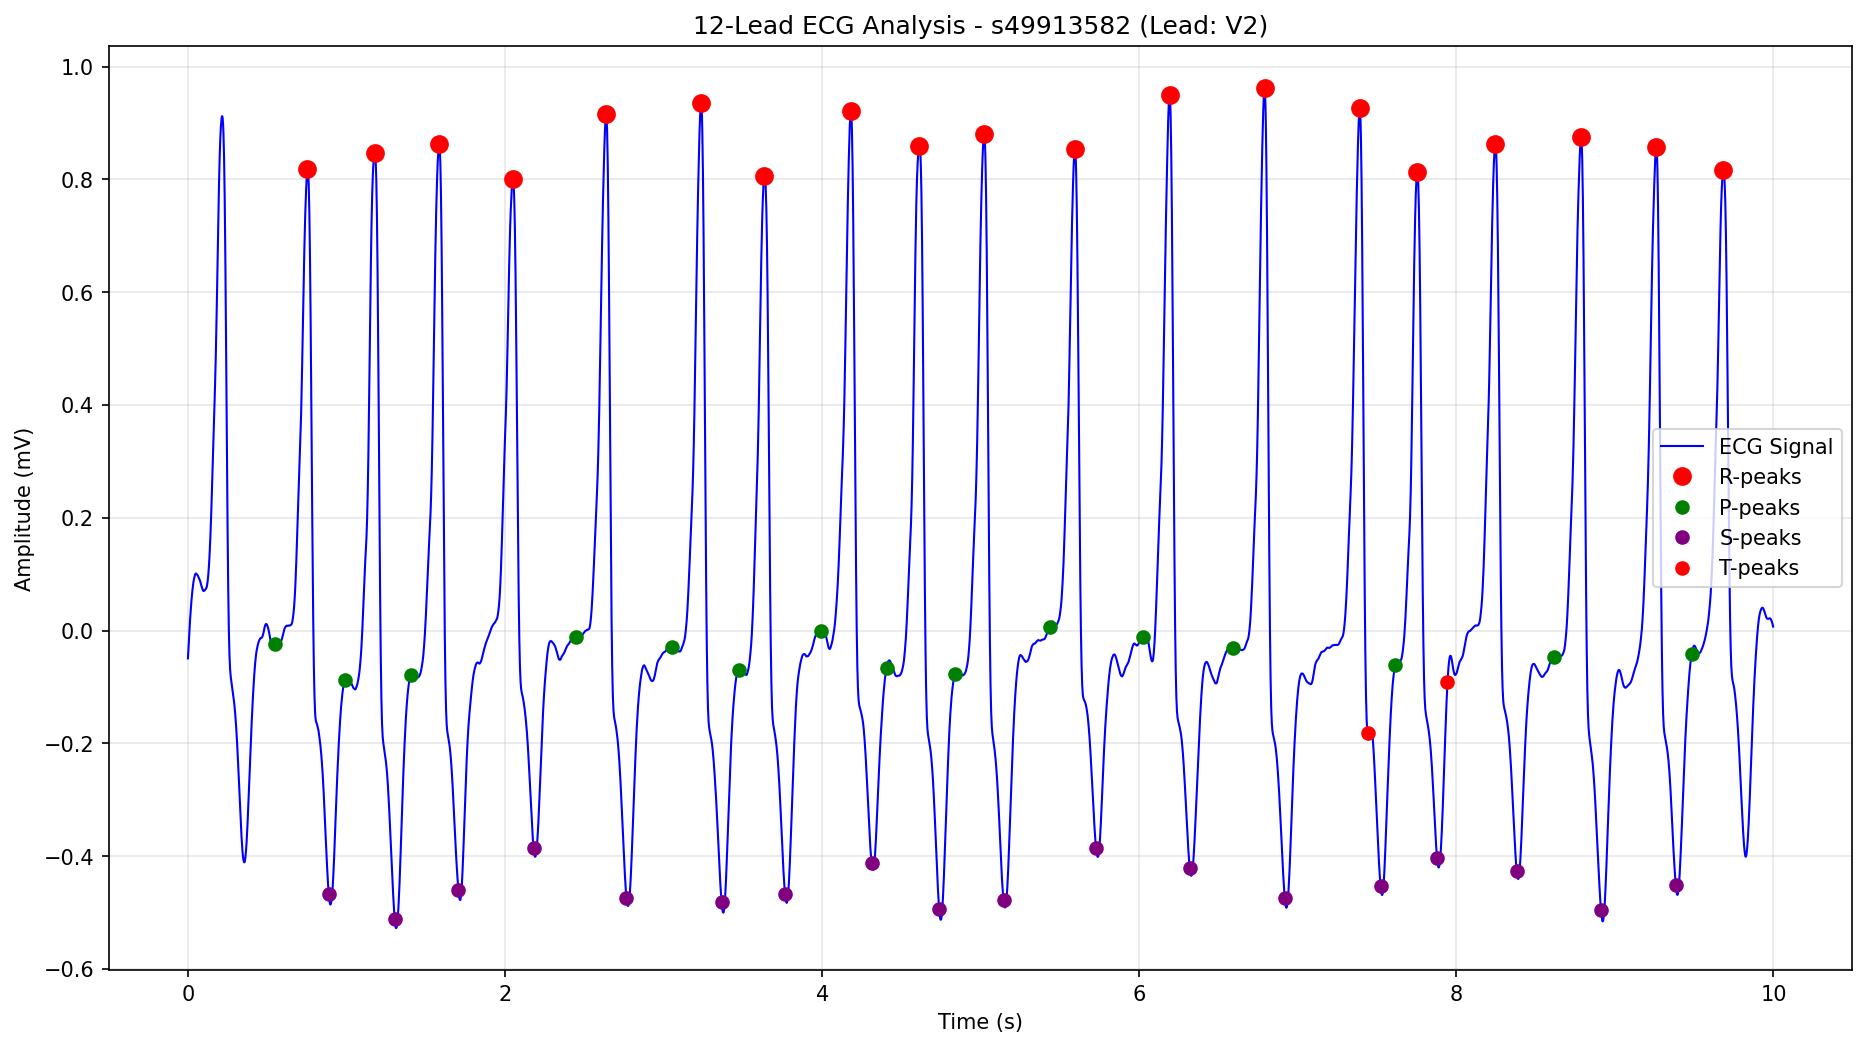 12-Lead ECG Analysis - s49913582 (Lead: V2)
1.0
0.8
0.6
0.4
0.2
0.0
−0.2
−0.4
−0.6
Amplitude (mV)
ECG Signal
R-peaks
P-peaks
S-peaks
T-peaks
0
2
4
6
8
10
Time (s)